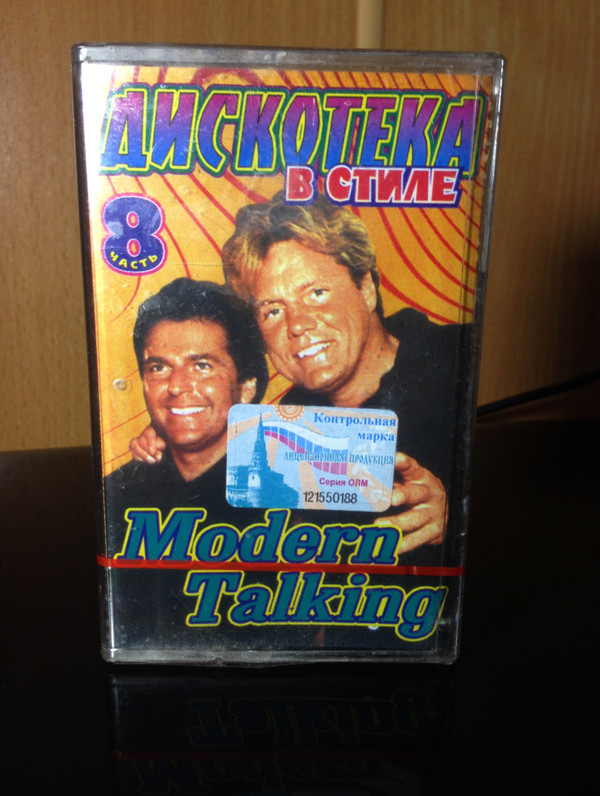 ДИСКОТЕКА
В СТИЛЕ
8
ЧАСТЬ
Контрольная
марка
ЛИЦЕНЗИОННАЯ ПРОДУКЦИЯ
Серия ОЛМ
121550188
Modern
Talking